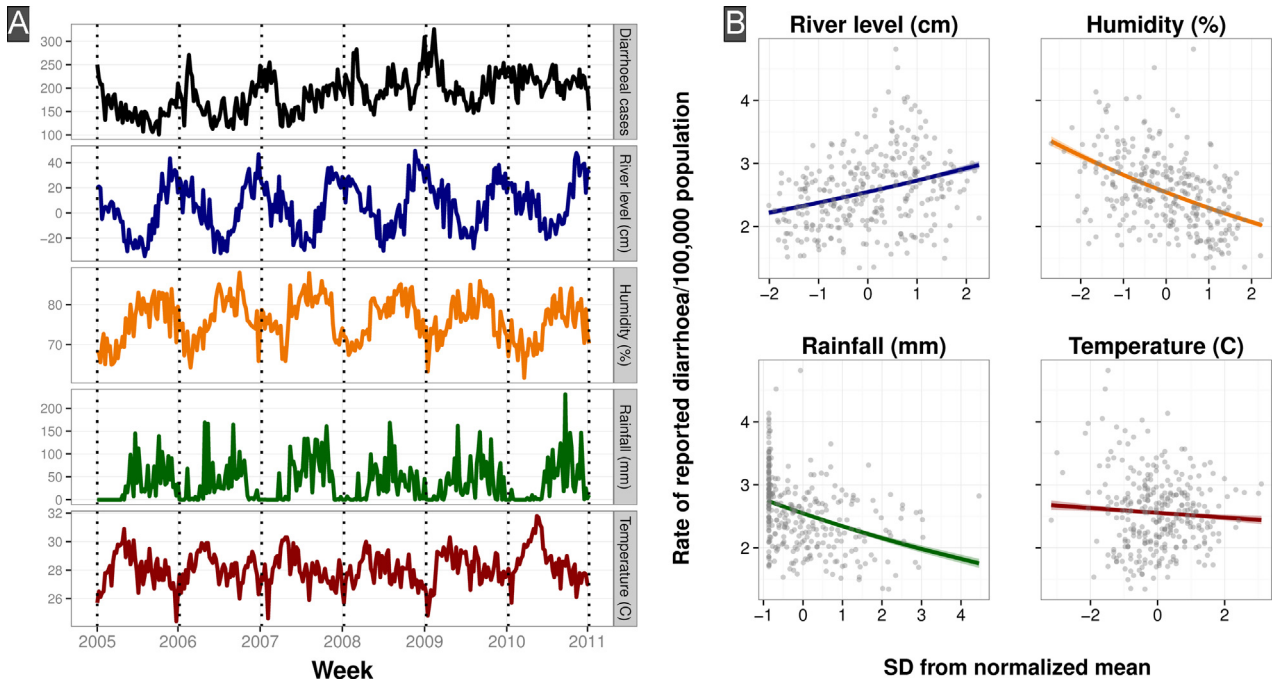 A
300
250
200
150
100
Diarrhoeal cases
40
20
0
−20
River level (cm)
80
70
Humidity (%)
200
150
100
50
0
Rainfall (mm)
32
30
28
26
Temperature (C)
2005 2006 2007 2008 2009 2010 2011
Week
B
Rate of reported diarrhoea/100,000 population
River level (cm)
4
3
2
−2 −1 0 1 2
Humidity (%)
−2 −1 0 1 2
Rainfall (mm)
4
3
2
−1 0 1 2 3 4
Temperature (C)
−2 0 2
SD from normalized mean